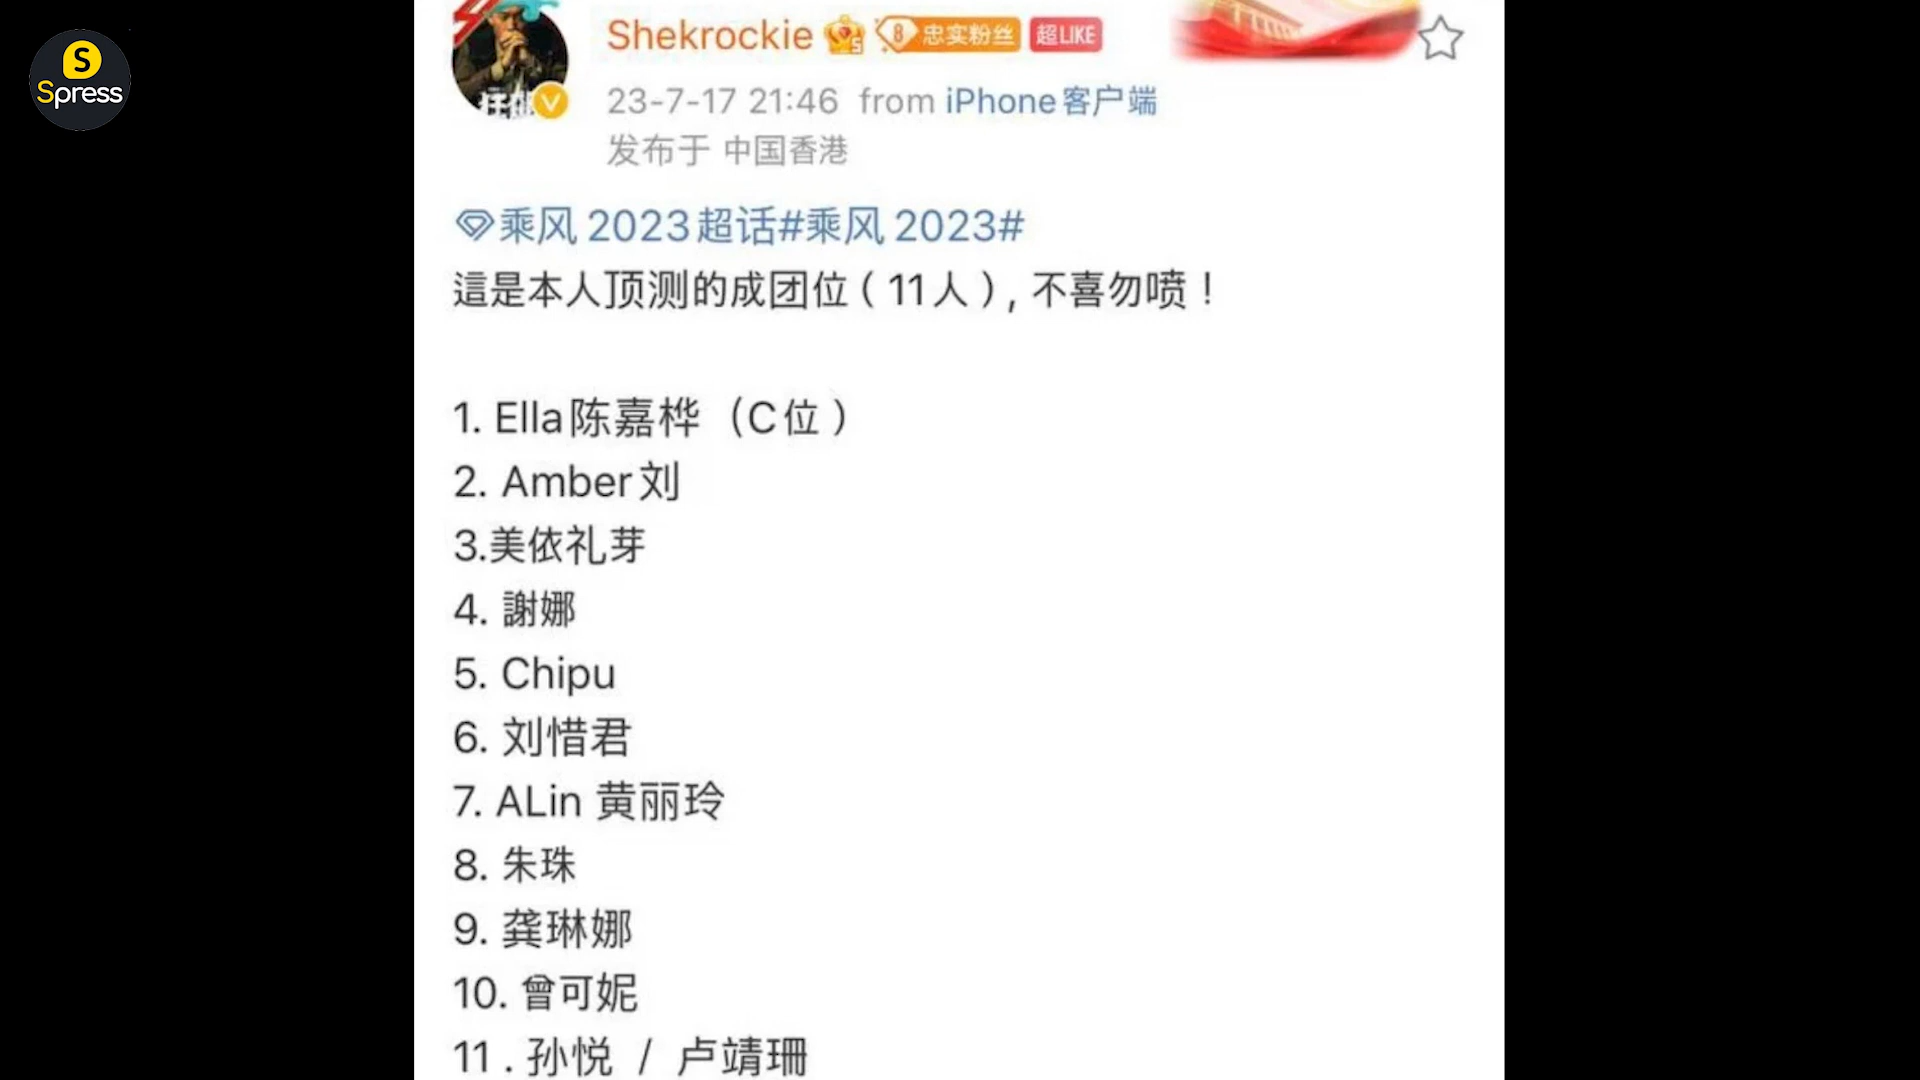 S
Spress
Shekrockie 忠实粉丝 超LIKE
23-7-17 21:46 from iPhone客户端
发布于 中国香港
乘风 2023超话#乘风 2023#
這是本人顶测的成团位（11人）, 不喜勿喷！
1. Ella陈嘉桦（C位）
2. Amber刘
3.美依礼芽
4. 謝娜
5. Chipu
6. 刘惜君
7. ALin 黄丽玲
8. 朱珠
9. 龚琳娜
10. 曾可妮
11 . 孙悦 / 卢靖珊